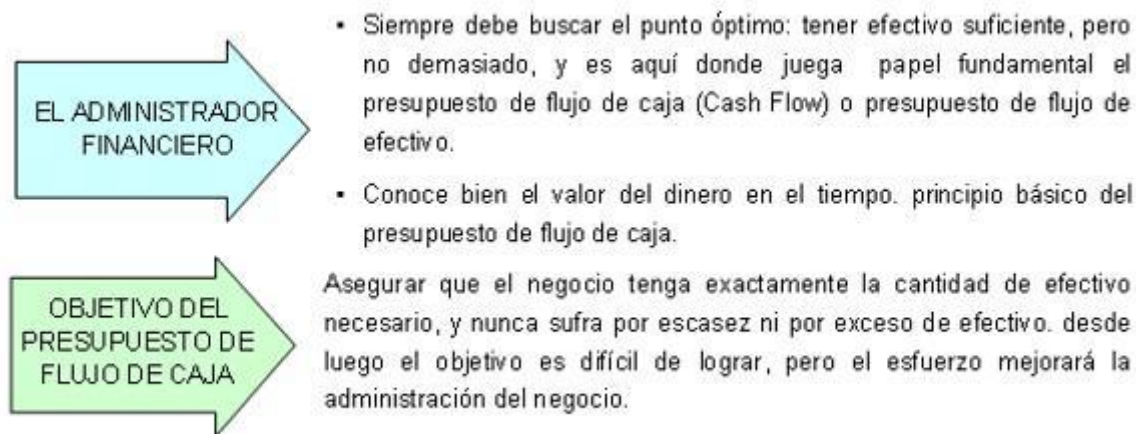 EL ADMINISTRADOR
FINANCIERO
▪ Siempre debe buscar el punto óptimo: tener efectivo suficiente, pero
no demasiado, y es aquí donde juega papel fundamental el
presupuesto de flujo de caja (Cash Flow) o presupuesto de flujo de
efectivo.
▪ Conoce bien el valor del dinero en el tiempo. principio básico del
presupuesto de flujo de caja.
OBJETIVO DEL
PRESUPUESTO DE
FLUJO DE CAJA
Asegurar que el negocio tenga exactamente la cantidad de efectivo
necesario, y nunca sufra por escasez ni por exceso de efectivo. desde
luego el objetivo es difícil de lograr, pero el esfuerzo mejorará la
administración del negocio.